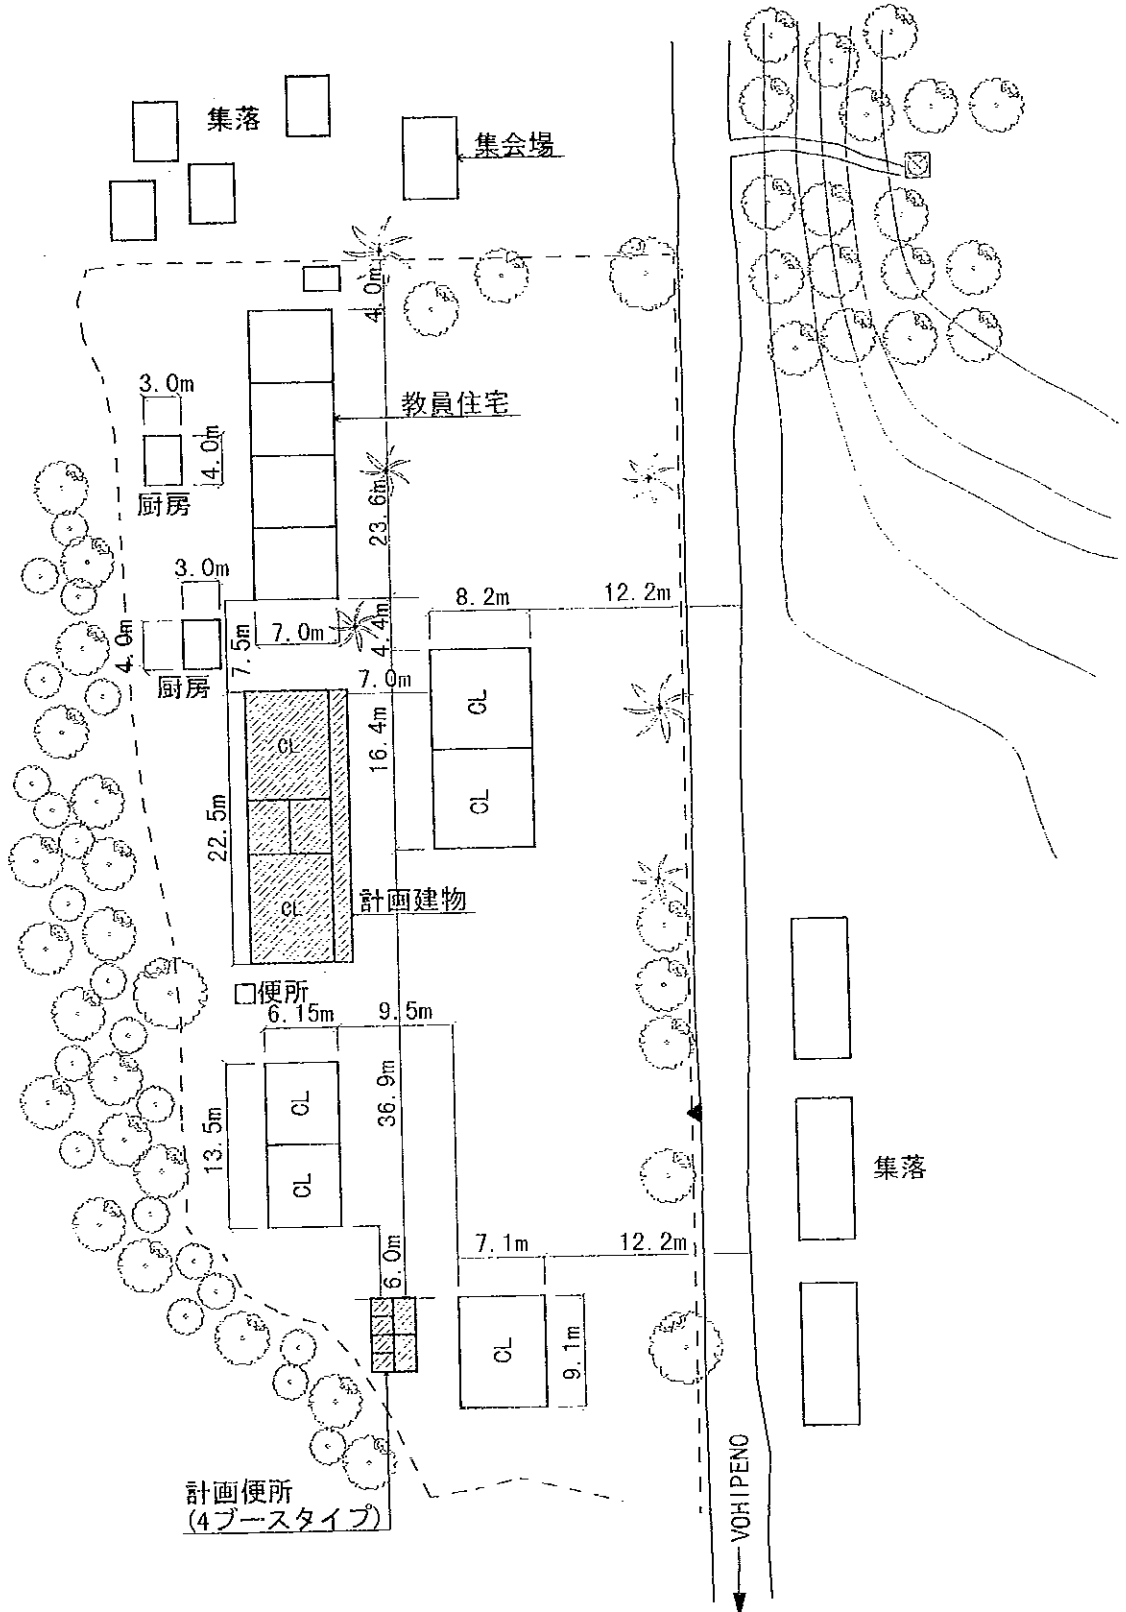 集落
集会場
4.0m
教員住宅
3.0m
4.0m
厨房
23.6m
3.0m
8.2m
12.2m
4.0m
7.5m
7.0m
4.4m
厨房
7.0m
CL
CL
16.4m
CL
22.5m
CL
計画建物
便所
6.15m
9.5m
CL
36.9m
13.5m
CL
集落
6.0m
7.1m
12.2m
CL
9.1m
計画便所
(4ブースタイプ)
VOHIPENO